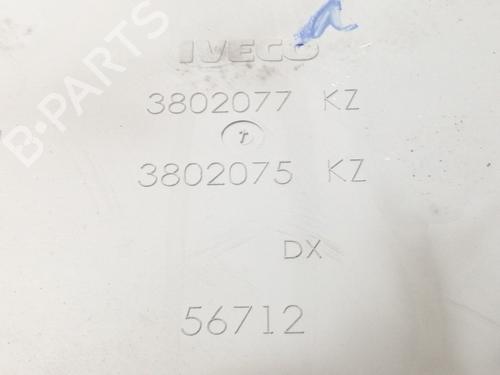 IVECO
3802077 KZ
3802075 KZ
DX
56712
B-PARTS